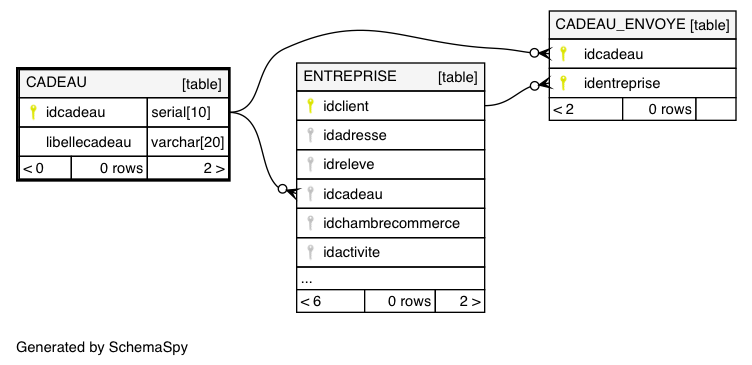 CADEAU [table]
idcadeau serial[10]
libellecadeau varchar[20]
< 0 0 rows 2 >
ENTREPRISE [table]
idclient
idadresse
idreleve
idcadeau
idchambrecommerce
idactivite
...
< 6 0 rows 2 >
CADEAU_ENVOYE [table]
idcadeau
identreprise
< 2 0 rows
Generated by SchemaSpy